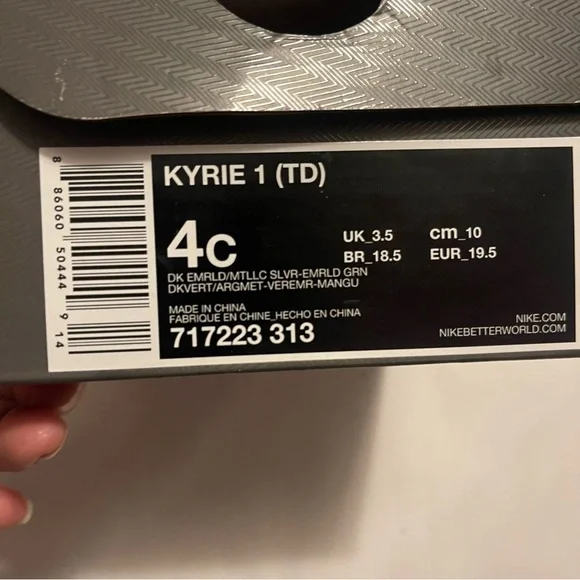 8 86060 50444 9 14
KYRIE 1 (TD)
4C
UK_3.5 cm_10
BR_18.5 EUR_19.5
DK EMRLD/MTLLC SLVR-EMRLD GRN
DKVERT/ARGMET-VEREMR-MANGU
MADE IN CHINA
FABRIQUE EN CHINE_HECHO EN CHINA
717223 313
NIKE.COM
NIKEBETTERWORLD.COM